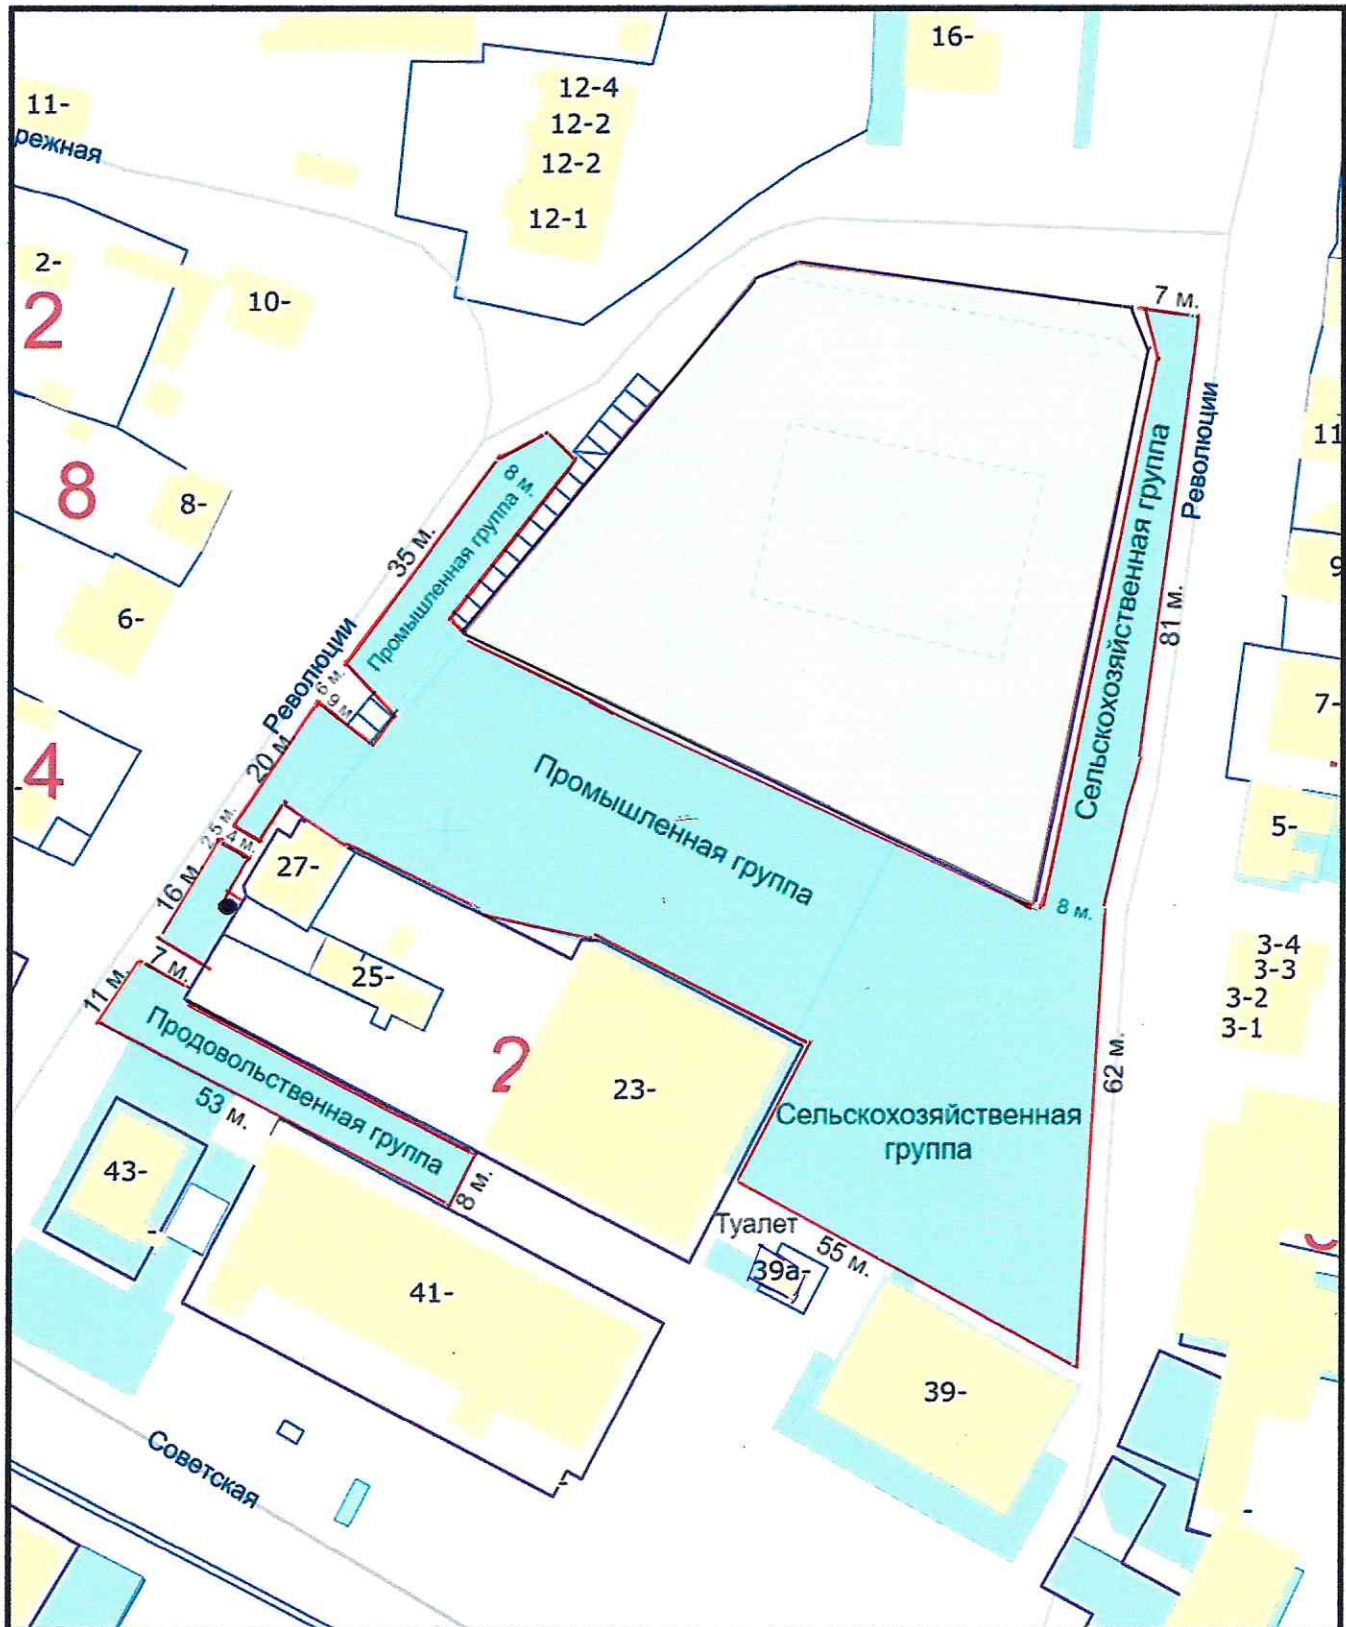 16-
12-4
11-
12-2
режная
12-2
12-1
2-
2
10-
7 м.
Революции
11
8
8-
8 м.
35 м.
Промышленная группа
Сельскохозяйственная группа
9
6-
81 м.
Революции
6 м.
9 м
7-
20 м
4
Промышленная группа
2,5 м.
4 м.
5-
27-
16 м
8 м.
3-4
3-3
3-2
3-1
7 м.
25-
11 м.
Продовольственная группа
2
23-
62 м.
53 м.
Сельскохозяйственная
группа
43-
8 м.
Туалет
55 м.
39а-
41-
39-
Советская